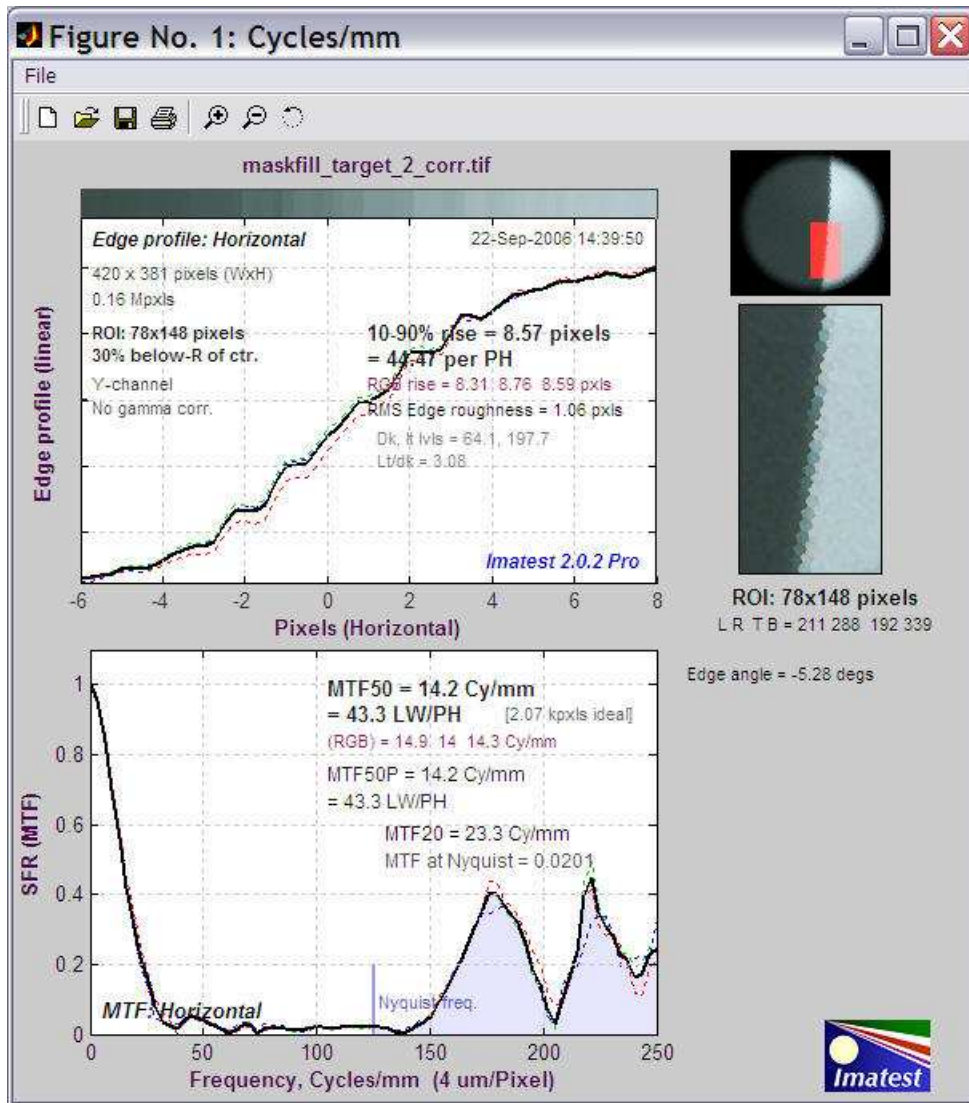 Figure No. 1: Cycles/mm
File
maskfill_target_2_corr.tif
Edge profile: Horizontal
22-Sep-2006 14:39:50
420 x 381 pixels (WxH)
0.16 Mpxls
ROI: 78x148 pixels
30% below-R of ctr.
Y-channel
No gamma corr.
10-90% rise = 8.57 pixels
= 44.47 per PH
RGB rise = 8.31 8.76 8.59 pxls
RMS Edge roughness = 1.06 pxls
Dk, lt lvls = 64.1, 197.7
Lt/dk = 3.08
Imatest 2.0.2 Pro
Edge profile (linear)
-6 -4 -2 0 2 4 6 8
Pixels (Horizontal)
ROI: 78x148 pixels
L R T B = 211 288 192 339
Edge angle = -5.28 degs
MTF50 = 14.2 Cy/mm
= 43.3 LW/PH [2.07 kpxls ideal]
(RGB) = 14.9 14 14.3 Cy/mm
MTF50P = 14.2 Cy/mm
= 43.3 LW/PH
MTF20 = 23.3 Cy/mm
MTF at Nyquist = 0.0201
Nyquist freq.
MTF: Horizontal
SFR (MTF)
1
0.8
0.6
0.4
0.2
0
0 50 100 150 200 250
Frequency, Cycles/mm (4 um/Pixel)
Imatest